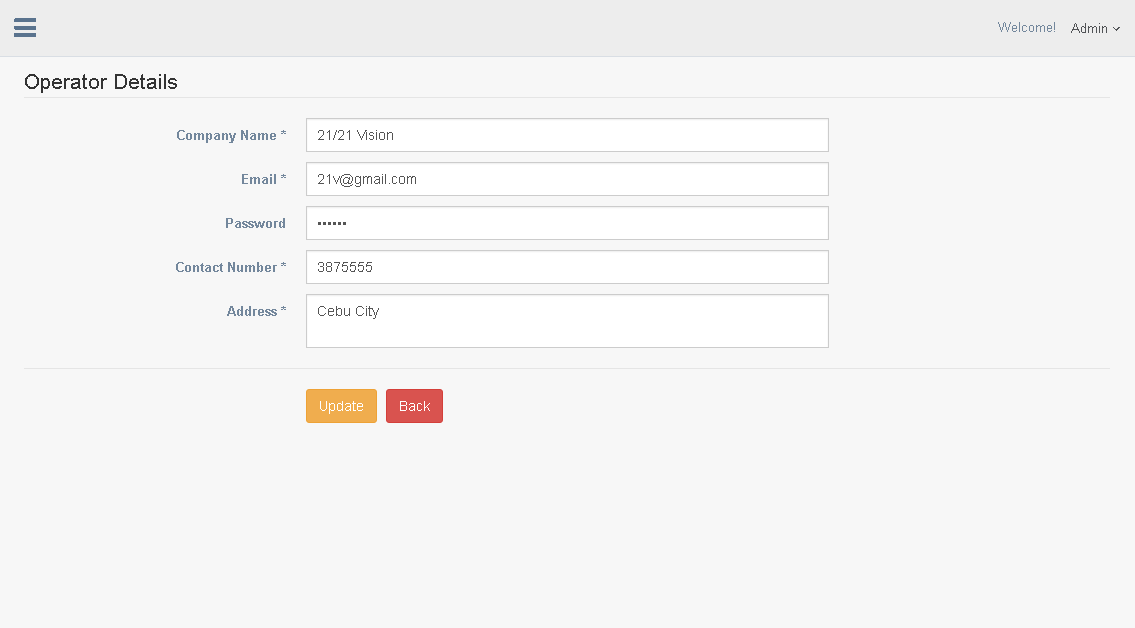 Welcome! Admin
Operator Details
Company Name * 21/21 Vision
Email * 21v@gmail.com
Password ••••••
Contact Number * 3875555
Address * Cebu City
Update Back